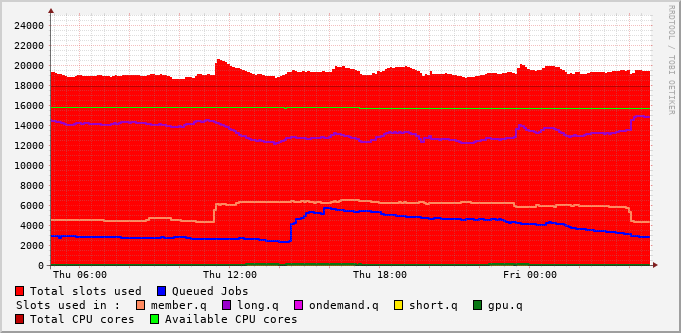 RRDTOOL / TOBI OETIKER
24000
22000
20000
18000
16000
14000
12000
10000
8000
6000
4000
2000
0
Thu 06:00 Thu 12:00 Thu 18:00 Fri 00:00
Total slots used Queued Jobs
Slots used in : member.q long.q ondemand.q short.q gpu.q
Total CPU cores Available CPU cores